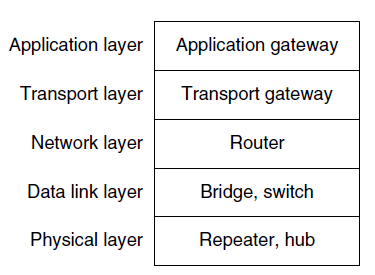 Application layer Application gateway
Transport layer Transport gateway
Network layer Router
Data link layer Bridge, switch
Physical layer Repeater, hub